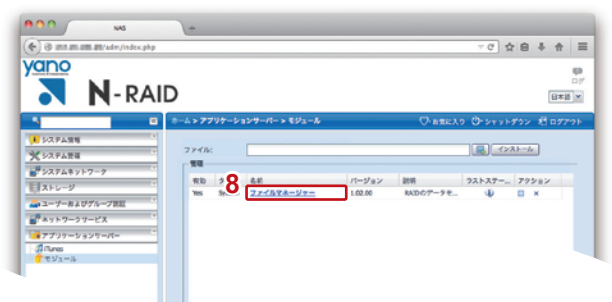 NAS
/adm/index.php
yano
N-RAID
日本語
ホーム > アプリケーションサーバー > モジュール
お気に入り シャットダウン ログアウト
システム情報
システム管理
システムネットワーク
ストレージ
ユーザーおよびグループ認証
ネットワークサービス
アプリケーションサーバー
iTunes
モジュール
ファイル:
インストール
管理
有効 名前 バージョン 説明 ラストステー... アクション
8
Yes ファイルマネージャー 1.02.00 RAIDのデータを...